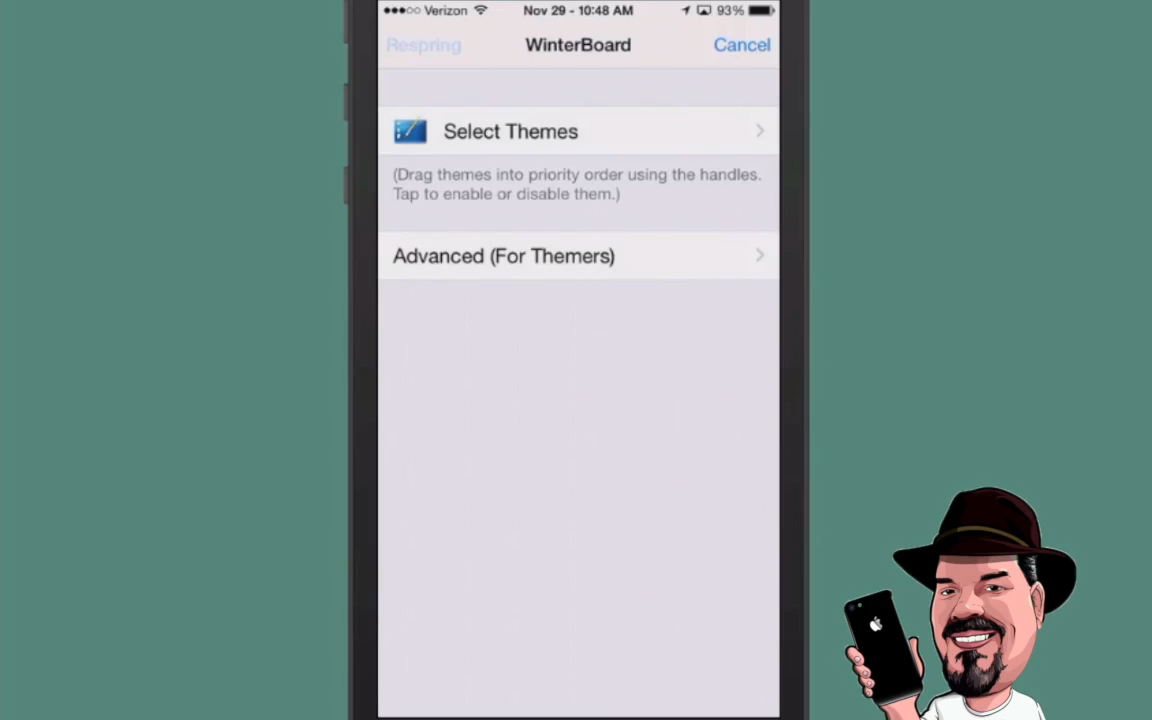 Verizon Nov 29 - 10:48 AM 93%
Respring WinterBoard Cancel
Select Themes
(Drag themes into priority order using the handles.
Tap to enable or disable them.)
Advanced (For Themers)